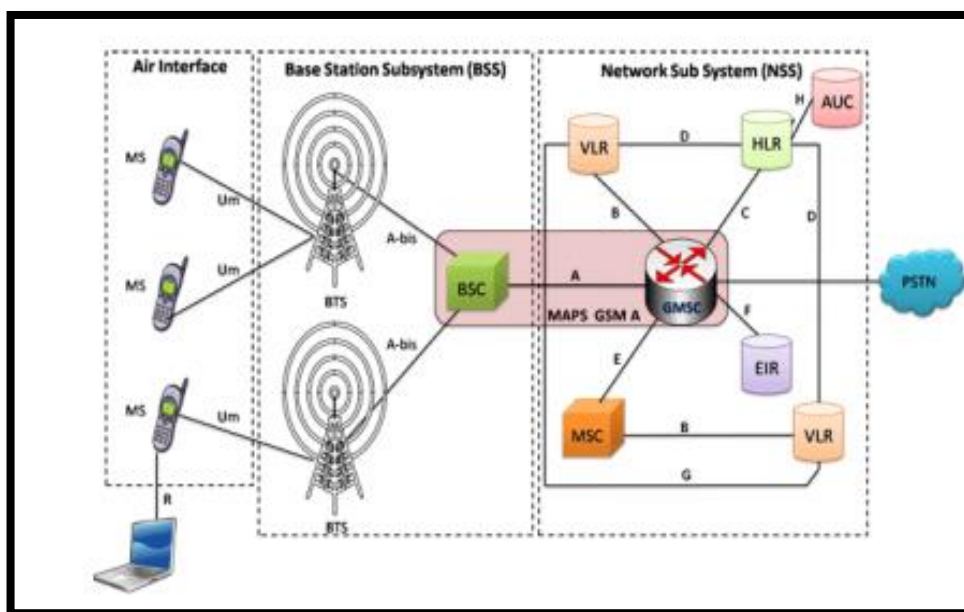 Air Interface
Base Station Subsystem (BSS)
Network Sub System (NSS)
MS
Um
MS
Um
MS
Um
R
BTS
A-bis
BTS
A-bis
BSC
A
MAPS GSM A
GMSC
VLR
D
HLR
H
AUC
B
C
D
PSTN
F
EIR
E
MSC
B
VLR
G